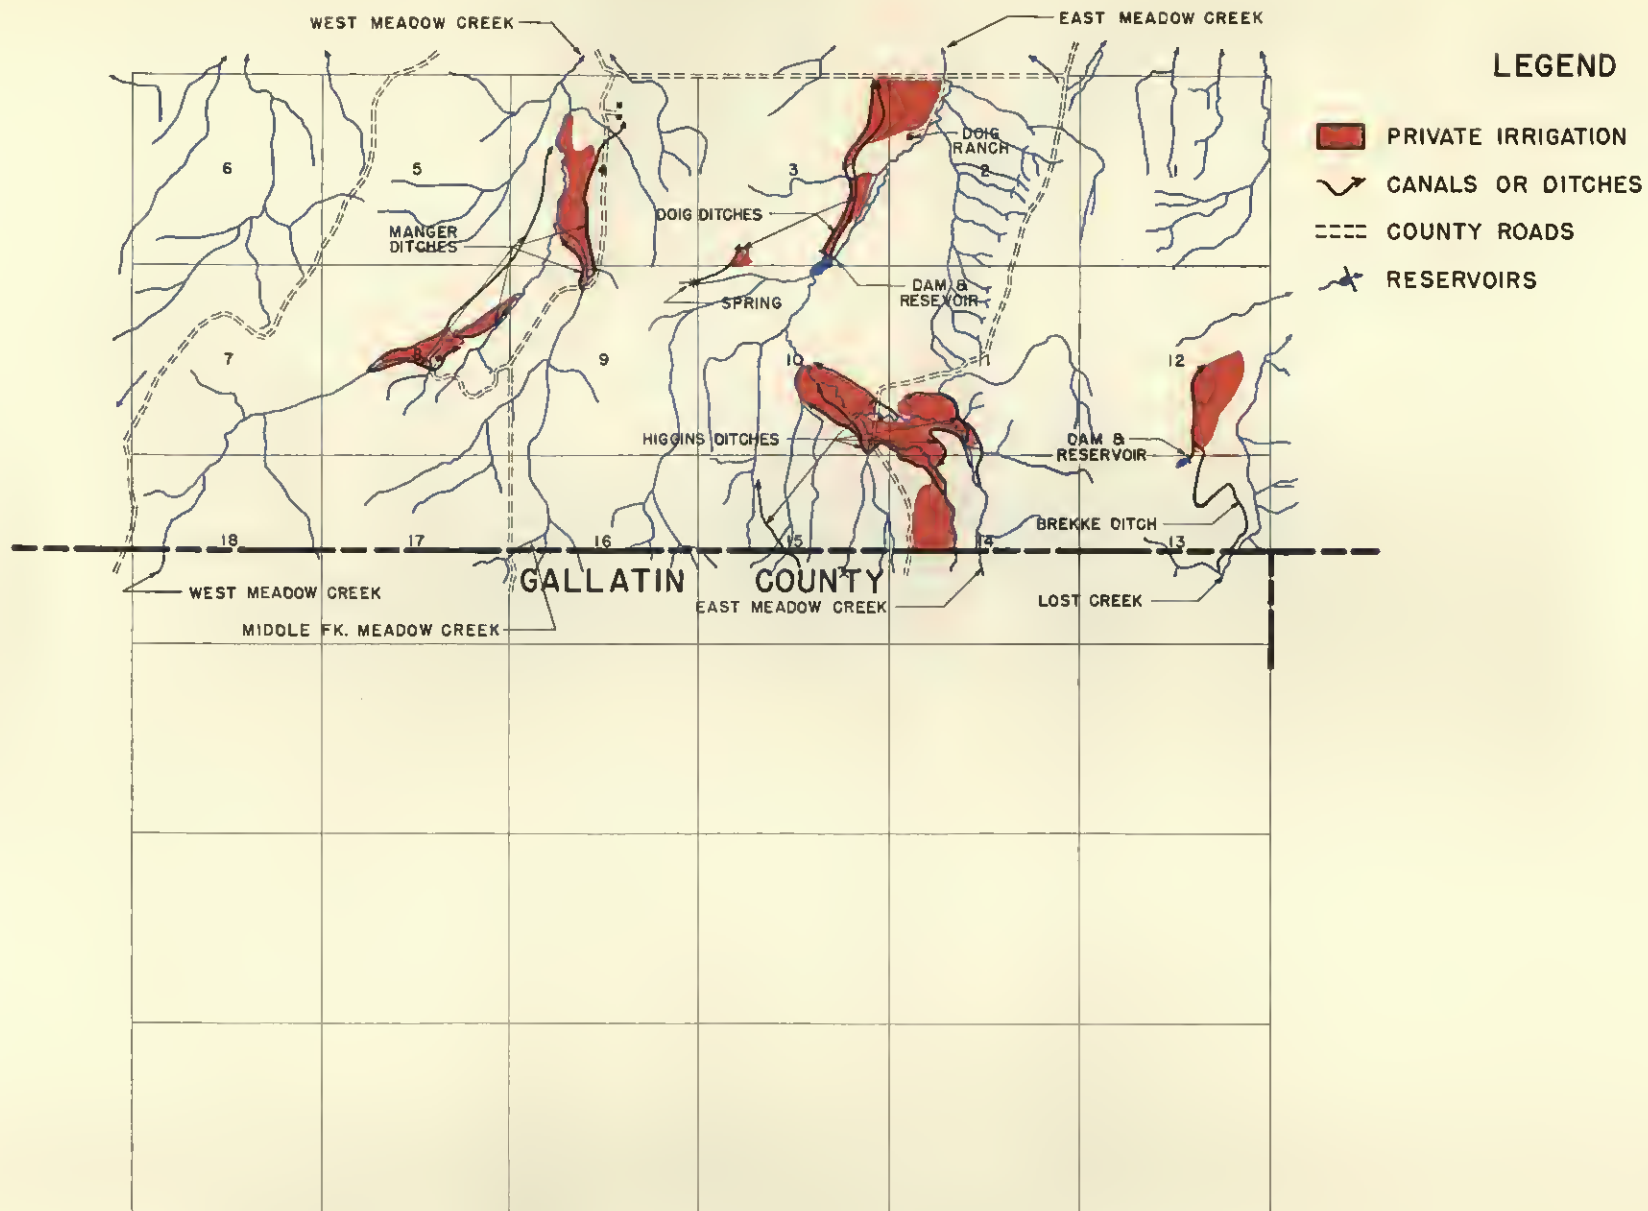 WEST MEADOW CREEK
EAST MEADOW CREEK
LEGEND
PRIVATE IRRIGATION
CANALS OR DITCHES
COUNTY ROADS
RESERVOIRS
DOIG
RANCH
6
5
3
2
1
DOIG DITCHES
MANGER
DITCHES
SPRING
DAM &
RESEVOIR
7
8
9
10
11
12
HIGGINS DITCHES
DAM &
RESERVOIR
BREKKE DITCH
18
17
16
15
14
13
GALLATIN COUNTY
WEST MEADOW CREEK
EAST MEADOW CREEK
LOST CREEK
MIDDLE FK. MEADOW CREEK